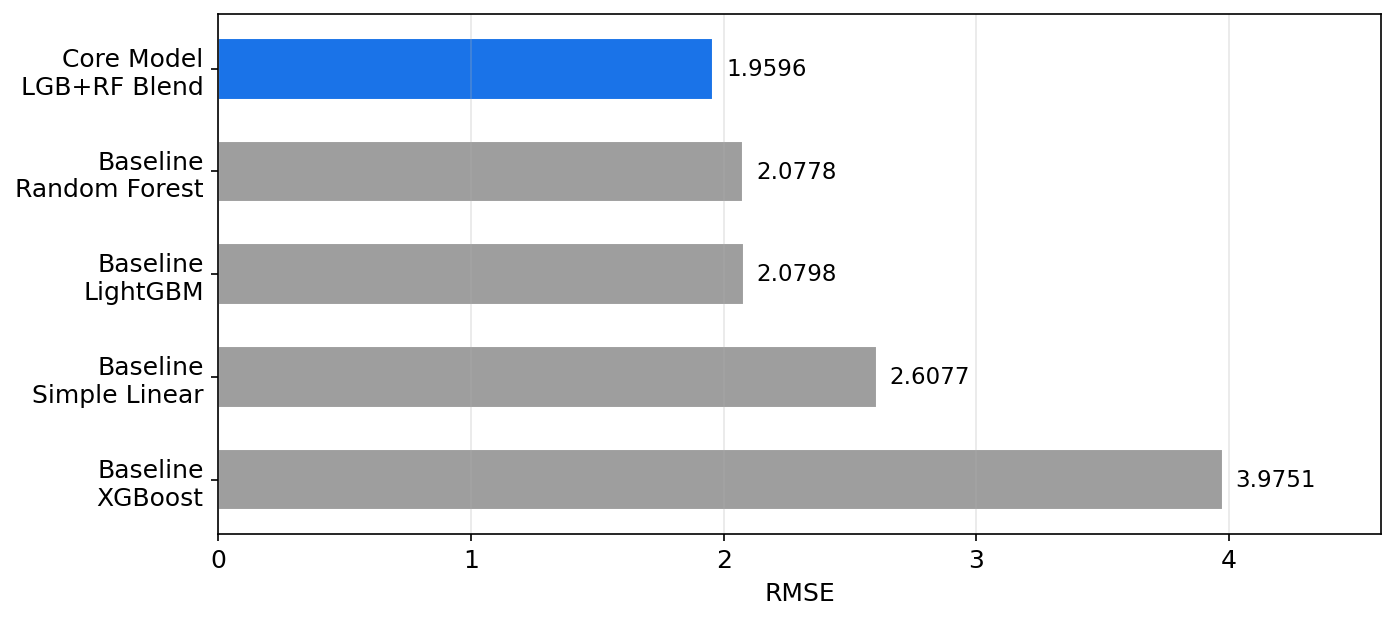 Core Model
LGB+RF Blend
1.9596
Baseline
Random Forest
2.0778
Baseline
LightGBM
2.0798
Baseline
Simple Linear
2.6077
Baseline
XGBoost
3.9751
0 1 2 3 4
RMSE